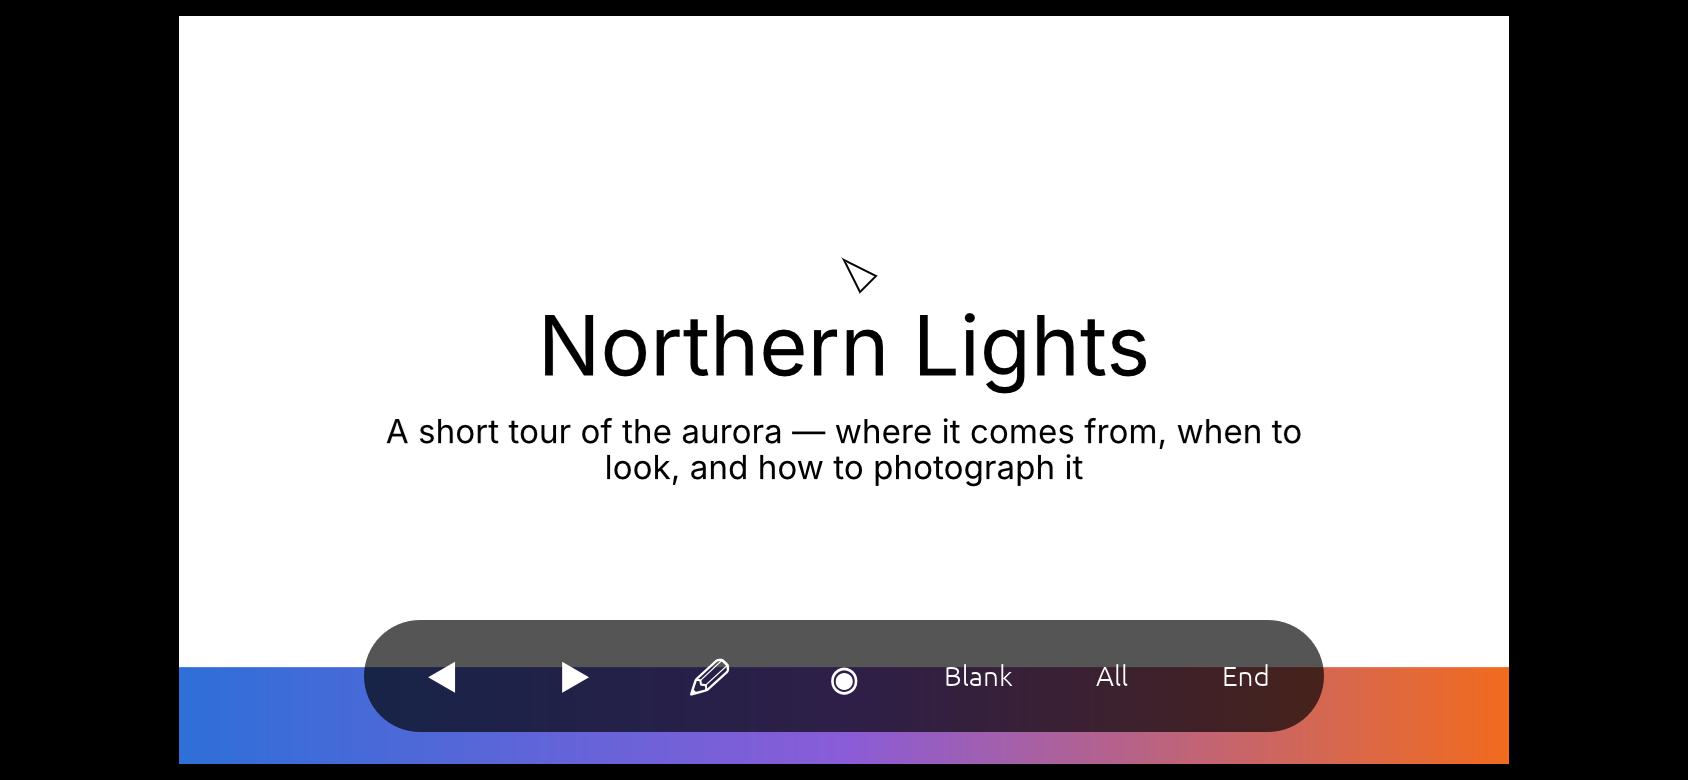 Northern Lights
A short tour of the aurora — where it comes from, when to
look, and how to photograph it
Blank All End